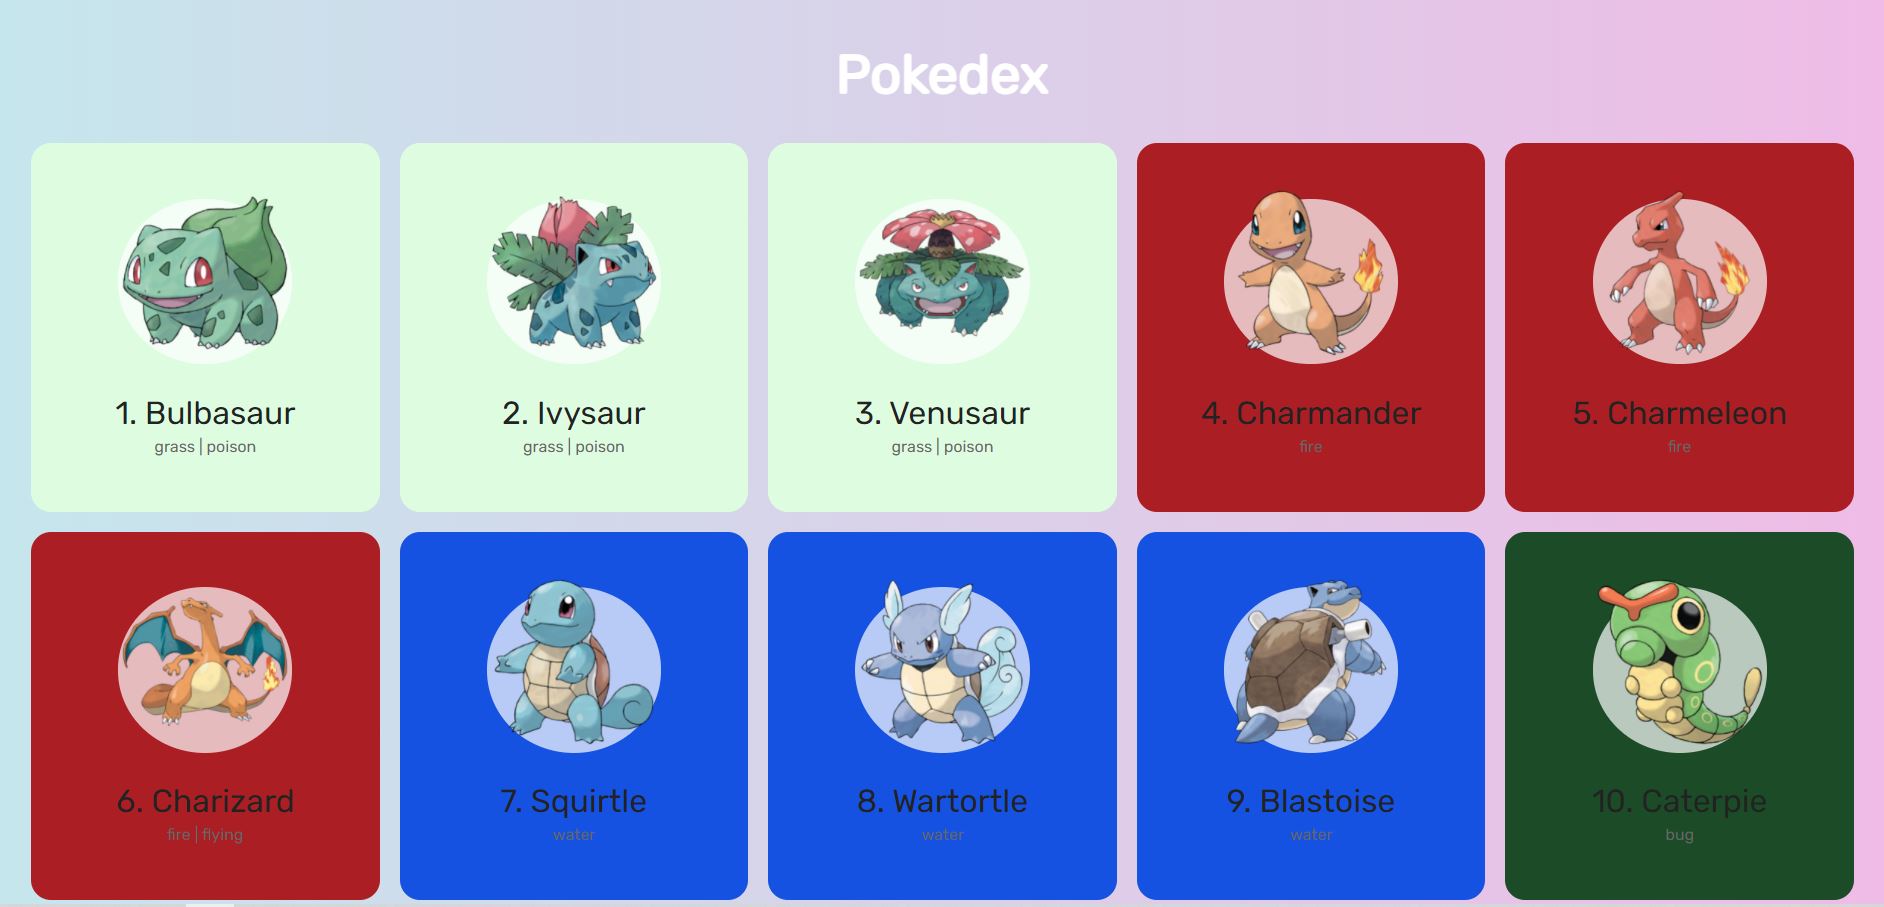 Pokedex
1. Bulbasaur
grass | poison
2. Ivysaur
grass | poison
3. Venusaur
grass | poison
4. Charmander
fire
5. Charmeleon
fire
6. Charizard
fire | flying
7. Squirtle
water
8. Wartortle
water
9. Blastoise
water
10. Caterpie
bug